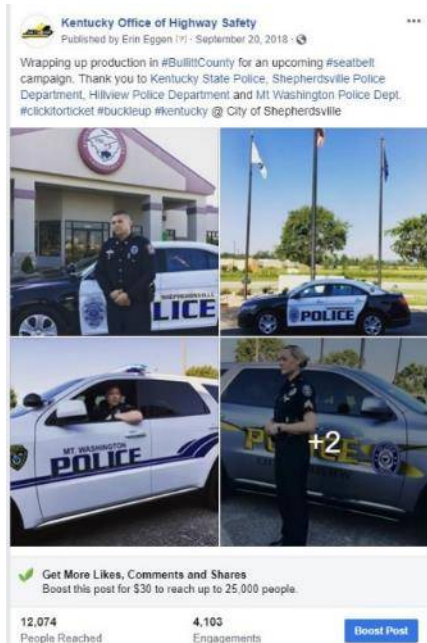 Kentucky Office of Highway Safety
Published by Erin Eggen [?] · September 20, 2018 ·
Wrapping up production in #BullittCounty for an upcoming #seatbelt
campaign. Thank you to Kentucky State Police, Shepherdsville Police
Department, Hillview Police Department and Mt Washington Police Dept.
#clickitorticket #buckleup #kentucky @ City of Shepherdsville
SHEPHERDSVILLE
LICE
POLICE
MT. WASHINGTON
POLICE
POLICE
+2
Get More Likes, Comments and Shares
Boost this post for $30 to reach up to 25,000 people.
12,074
4,103
People Reached
Engagements
Boost Post